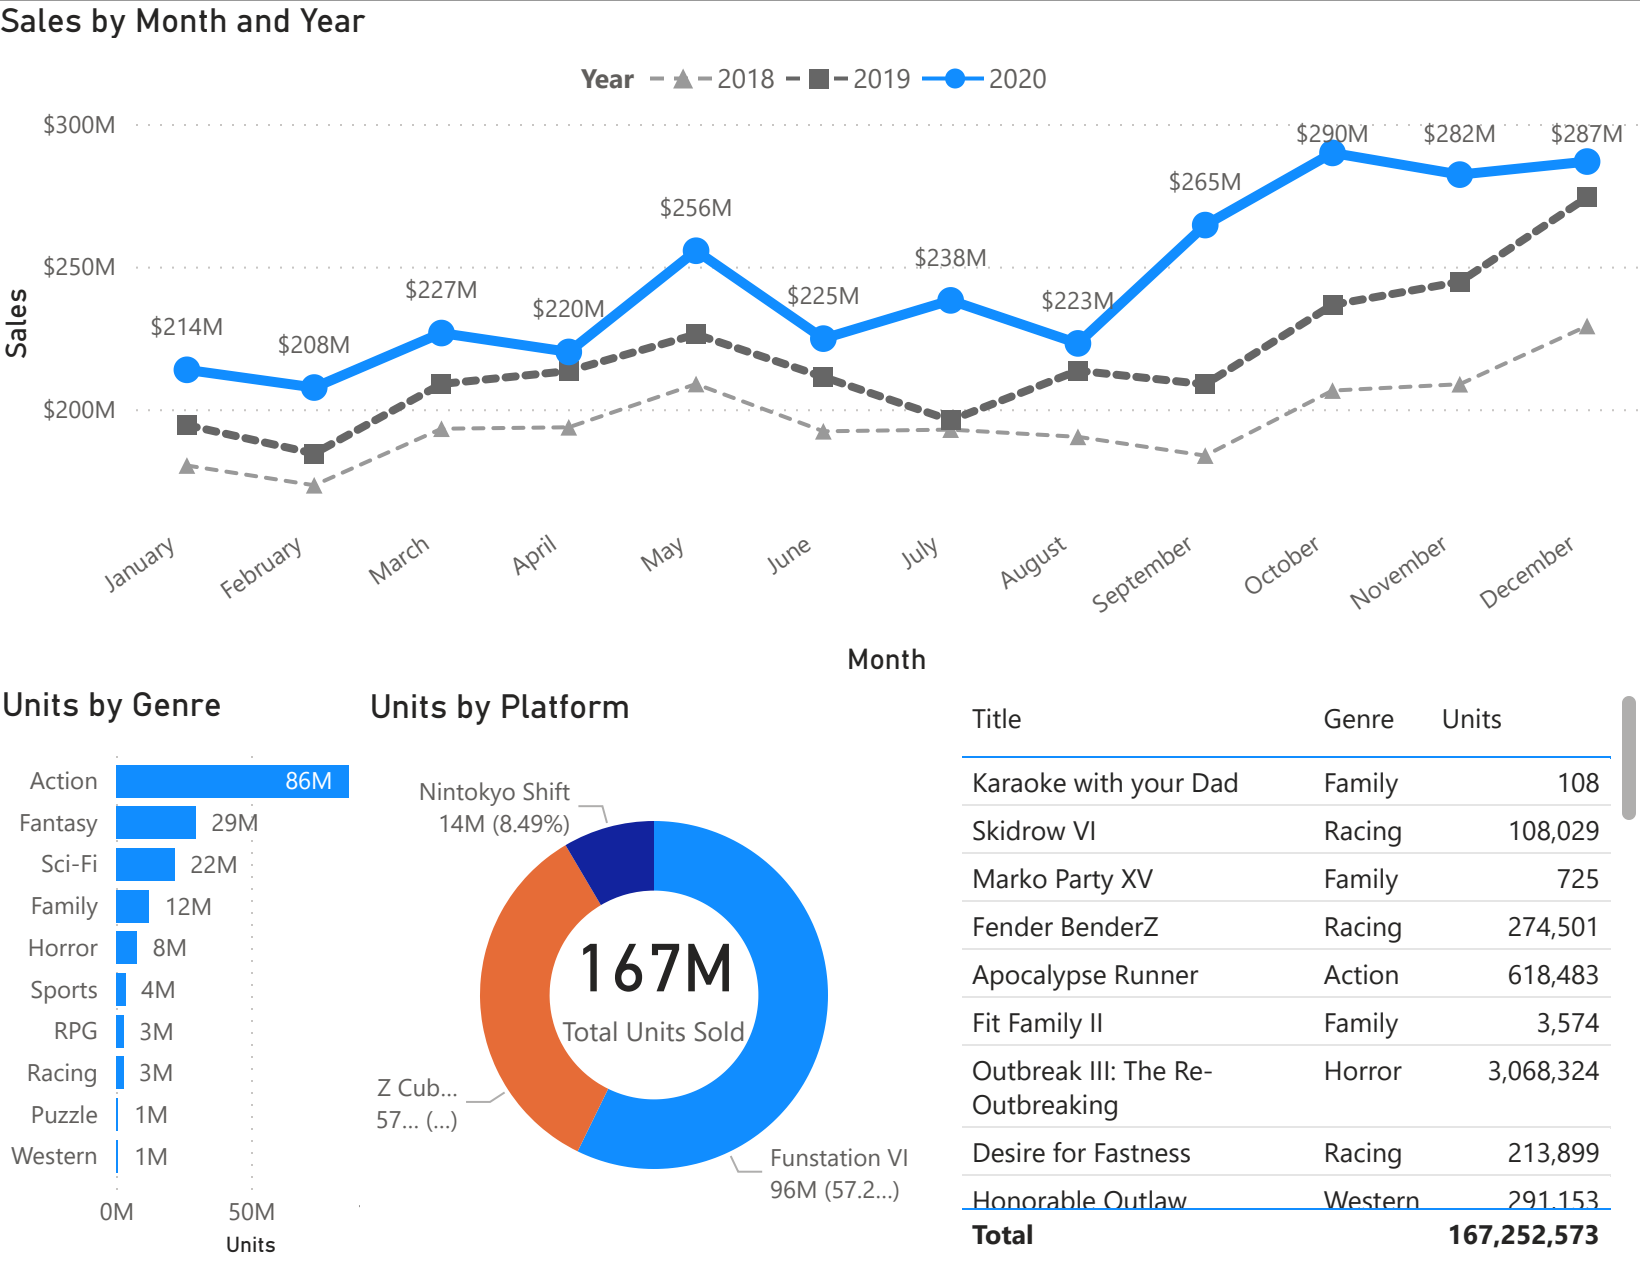 Sales by Month and Year
Year 2018 2019 2020
$300M
$250M
$200M
Sales
$214M
$208M
$227M
$220M
$256M
$225M
$238M
$223M
$265M
$290M
$282M
$287M
January
February
March
April
May
June
July
August
September
October
November
December
Month
Units by Genre
Action 86M
Fantasy 29M
Sci-Fi 22M
Family 12M
Horror 8M
Sports 4M
RPG 3M
Racing 3M
Puzzle 1M
Western 1M
0M 50M
Units
Units by Platform
Nintokyo Shift
14M (8.49%)
167M
Total Units Sold
Z Cub...
57... (...)
Funstation VI
96M (57.2...)
Title Genre Units
Karaoke with your Dad Family 108
Skidrow VI Racing 108,029
Marko Party XV Family 725
Fender BenderZ Racing 274,501
Apocalypse Runner Action 618,483
Fit Family II Family 3,574
Outbreak III: The Re- Horror 3,068,324
Outbreaking
Desire for Fastness Racing 213,899
Honorable Outlaw Western 291,153
Total 167,252,573